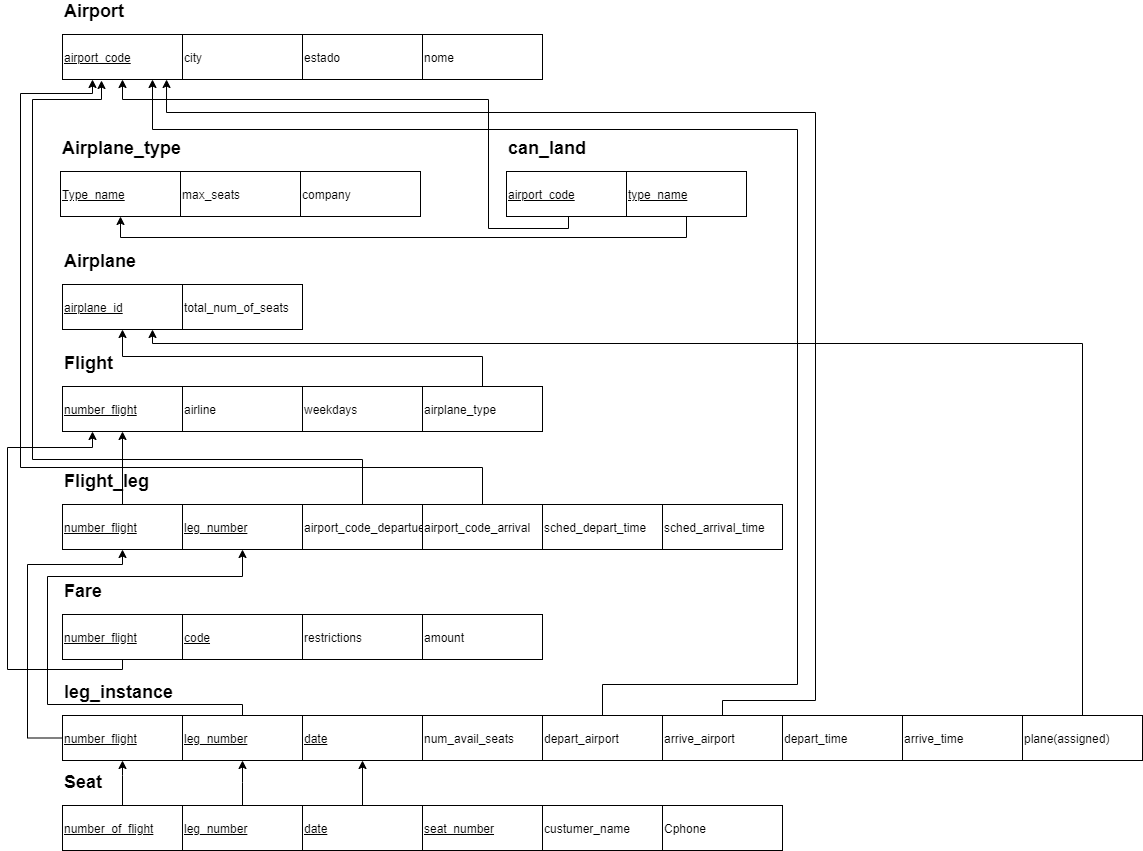 Airport
airport_code city estado nome
Airplane_type can_land
Type_name max_seats company airport_code type_name
Airplane
airplane_id total_num_of_seats
Flight
number_flight airline weekdays airplane_type
Flight_leg
number_flight leg_number airport_code_departue airport_code_arrival sched_depart_time sched_arrival_time
Fare
number_flight code restrictions amount
leg_instance
number_flight leg_number date num_avail_seats depart_airport arrive_airport depart_time arrive_time plane(assigned)
Seat
number_of_flight leg_number date seat_number custumer_name Cphone